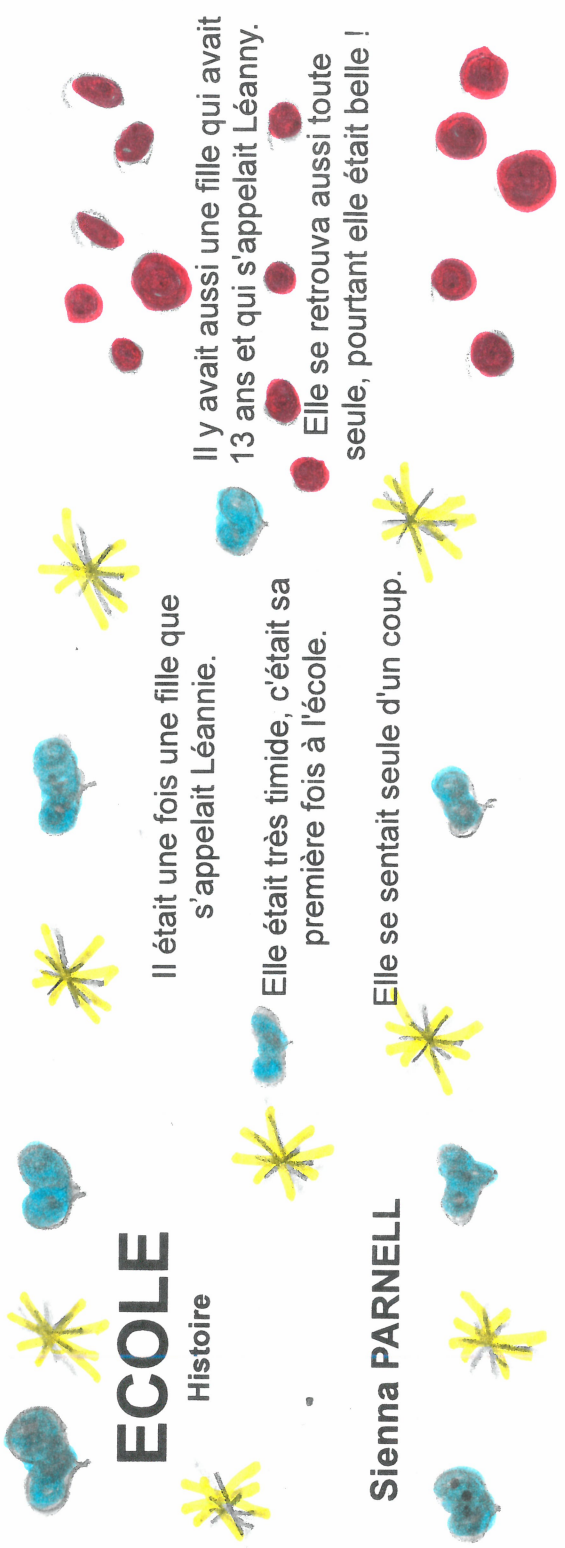 ECOLE
Histoire
Sienna PARNELL
Il était une fois une fille que
s'appelait Léannie.
Elle était très timide, c'était sa
première fois à l'école.
Elle se sentait seule d'un coup.
Il y avait aussi une fille qui avait
13 ans et qui s'appelait Léanny.
Elle se retrouva aussi toute
seule, pourtant elle était belle !